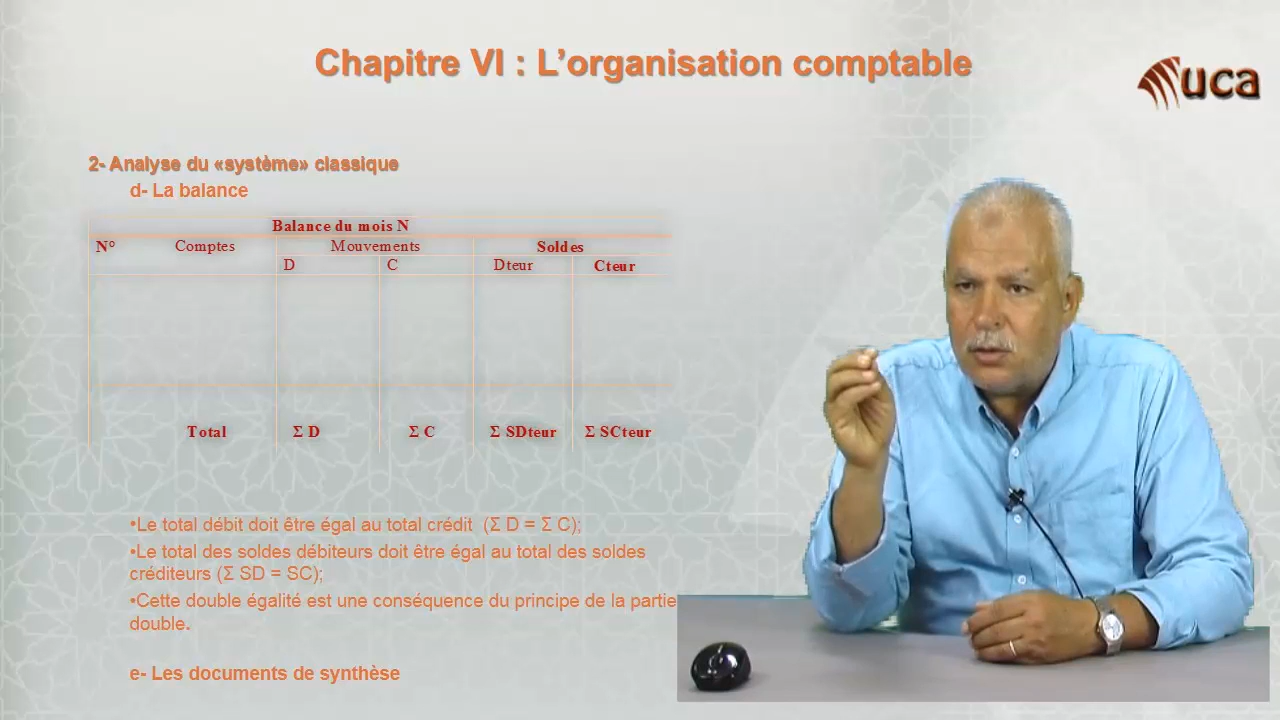 Chapitre VI : L’organisation comptable
uca
2- Analyse du «système» classique
d- La balance
Balance du mois N
N° Comptes Mouvements Soldes
D C Dteur Cteur
Total Σ D Σ C Σ SDteur Σ SCteur
•Le total débit doit être égal au total crédit (Σ D = Σ C);
•Le total des soldes débiteurs doit être égal au total des soldes
créditeurs (Σ SD = SC);
•Cette double égalité est une conséquence du principe de la partie
double.
e- Les documents de synthèse